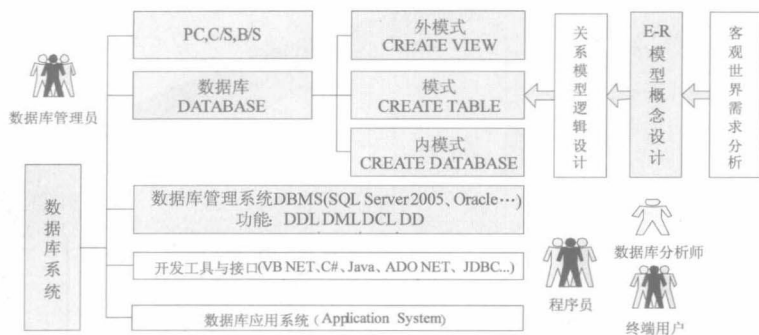 PC,C/S,B/S
数据库
DATABASE
外模式
CREATE VIEW
模式
CREATE TABLE
内模式
CREATE DATABASE
关系模型逻辑设计
E-R
模型概念设计
客观世界需求分析
数据库管理员
数据库系统
数据库管理系统DBMS(SQL Server 2005、Oracle…)
功能: DDL DML DCL DD
开发工具与接口(VB NET、C#、Java、ADO NET、JDBC...)
数据库应用系统 (Application System)
程序员
数据库分析师
终端用户